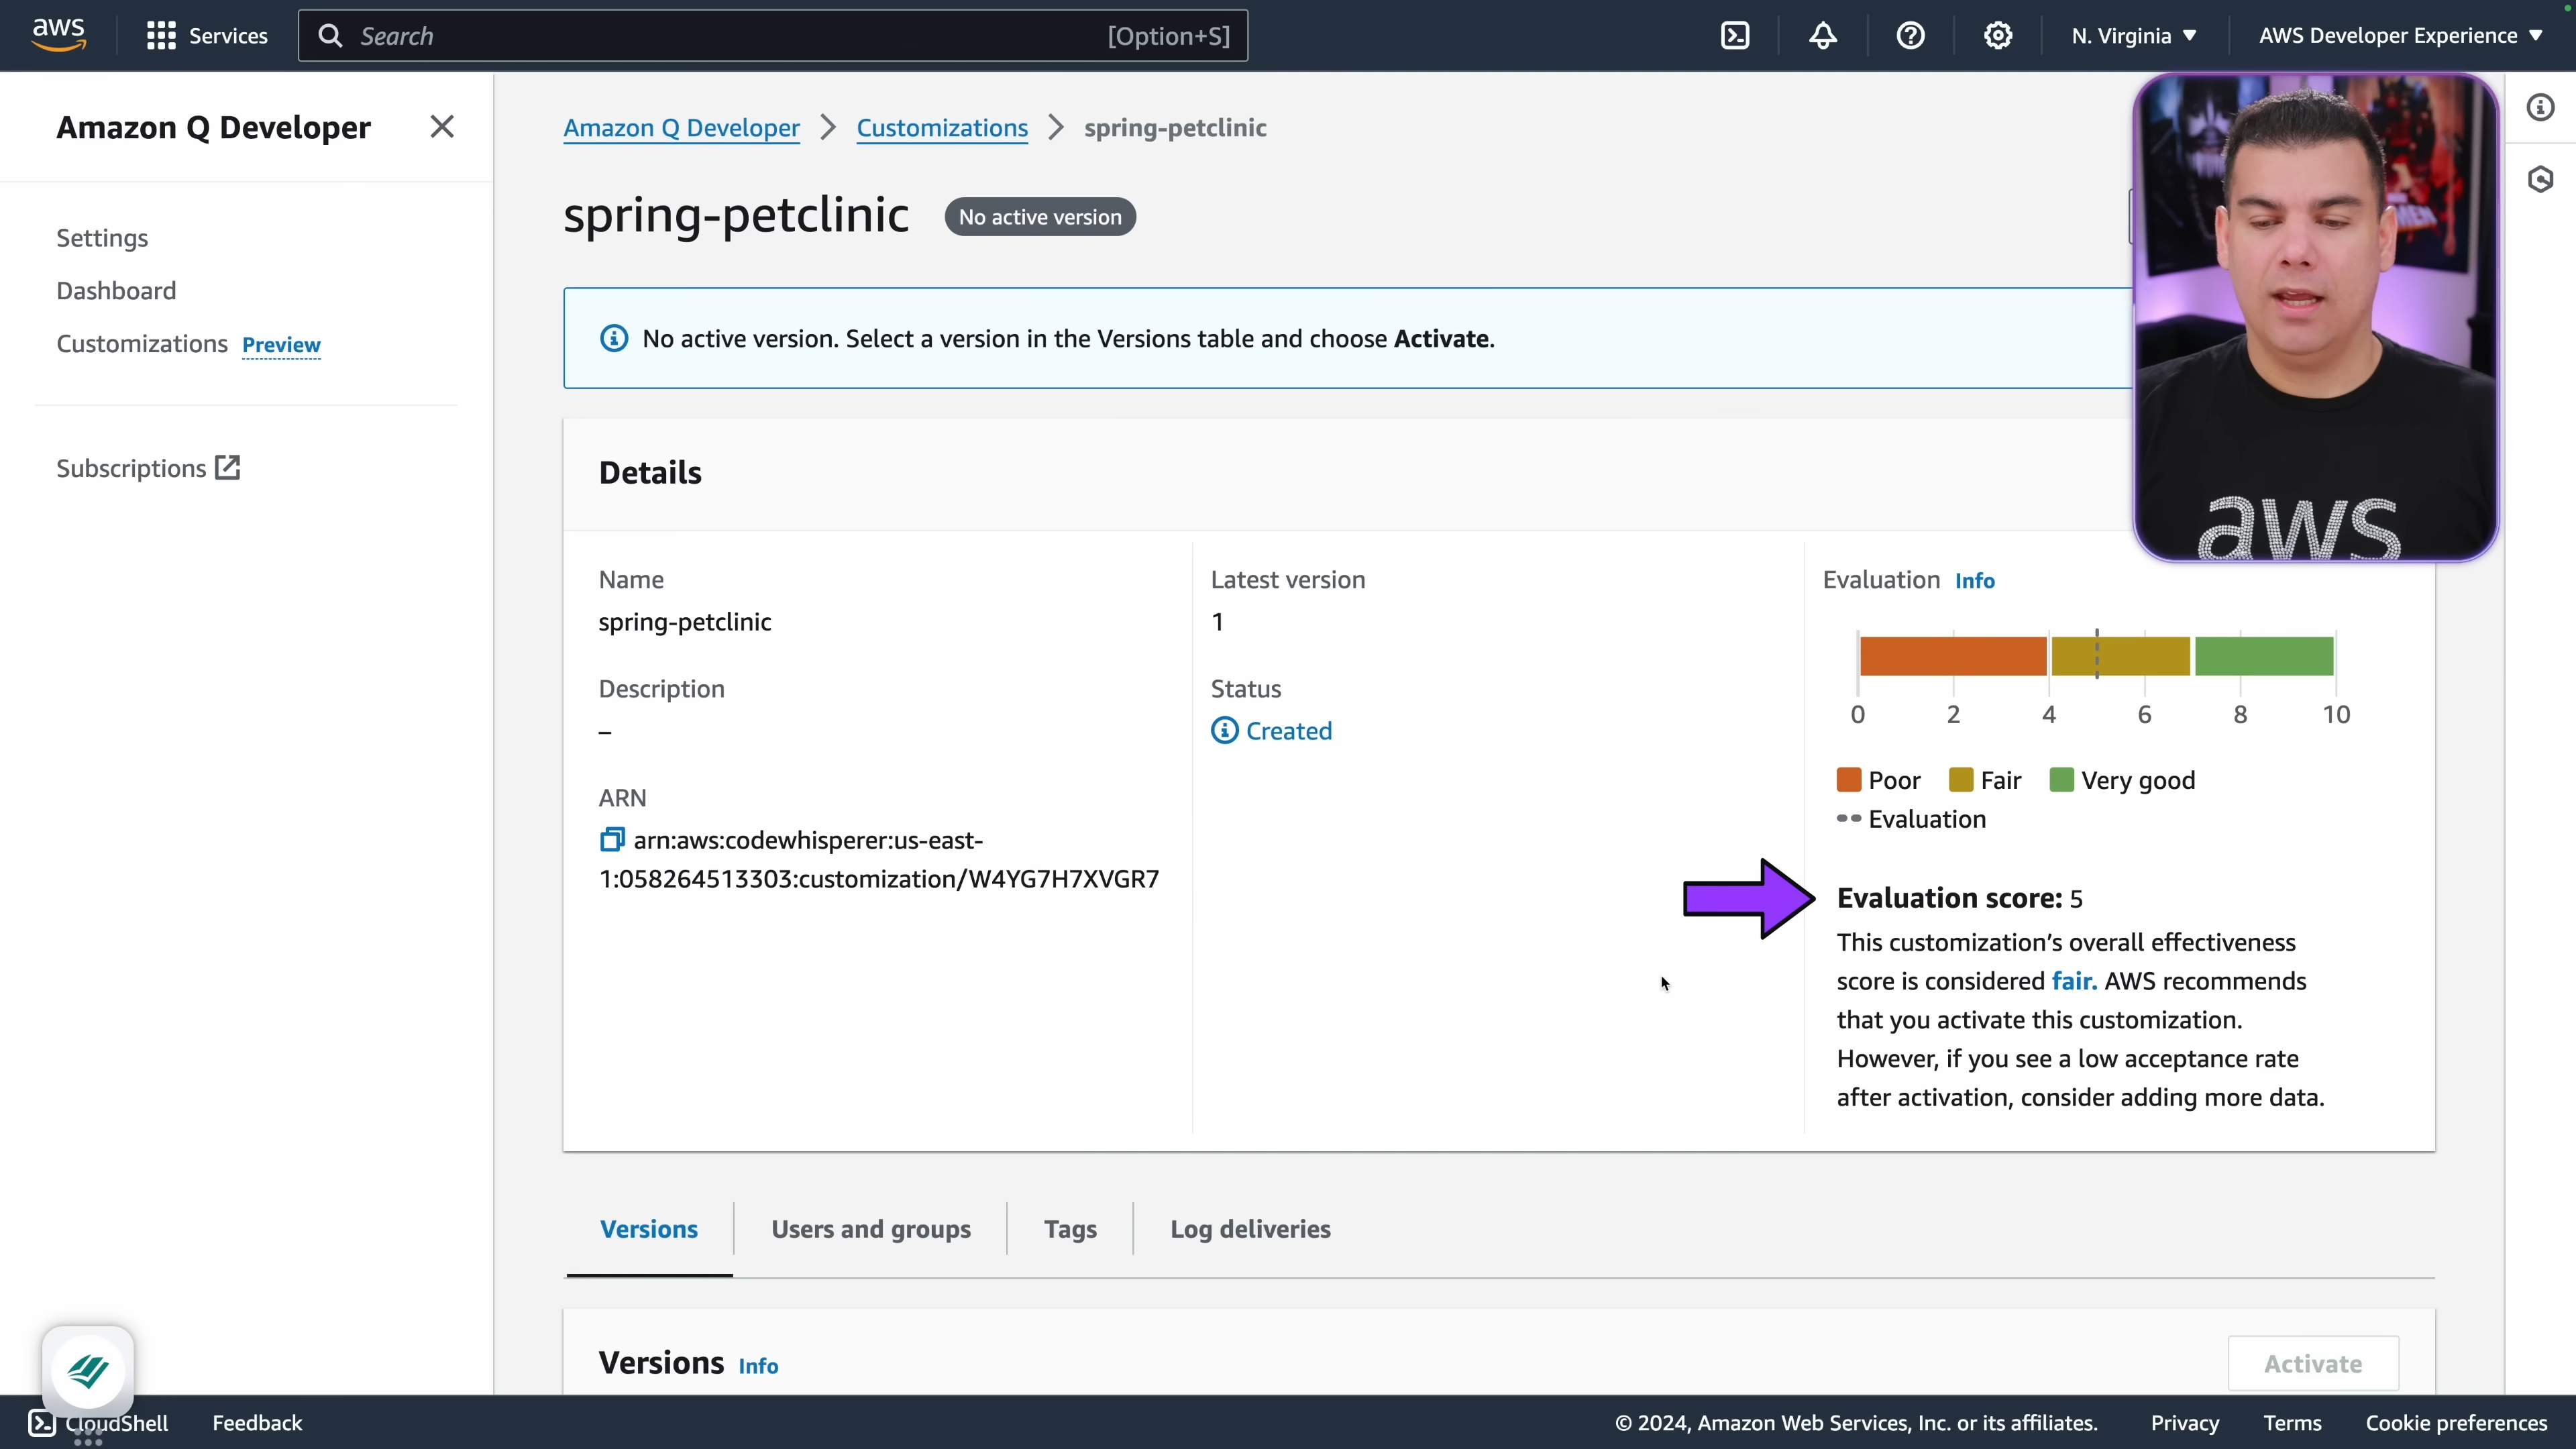 aws
Services
Search
[Option+S]
N. Virginia
AWS Developer Experience
Amazon Q Developer
Settings
Dashboard
Customizations Preview
Subscriptions
Amazon Q Developer
Customizations
spring-petclinic
spring-petclinic
No active version
No active version. Select a version in the Versions table and choose Activate.
aws
Details
Name
spring-petclinic
Description
–
ARN
arn:aws:codewhisperer:us-east-
1:058264513303:customization/W4YG7H7XVGR7
Latest version
1
Status
Created
Evaluation Info
0 2 4 6 8 10
Poor Fair Very good
Evaluation
Evaluation score: 5
This customization's overall effectiveness
score is considered fair. AWS recommends
that you activate this customization.
However, if you see a low acceptance rate
after activation, consider adding more data.
Versions
Users and groups
Tags
Log deliveries
Versions Info
Activate
CloudShell
Feedback
© 2024, Amazon Web Services, Inc. or its affiliates.
Privacy
Terms
Cookie preferences